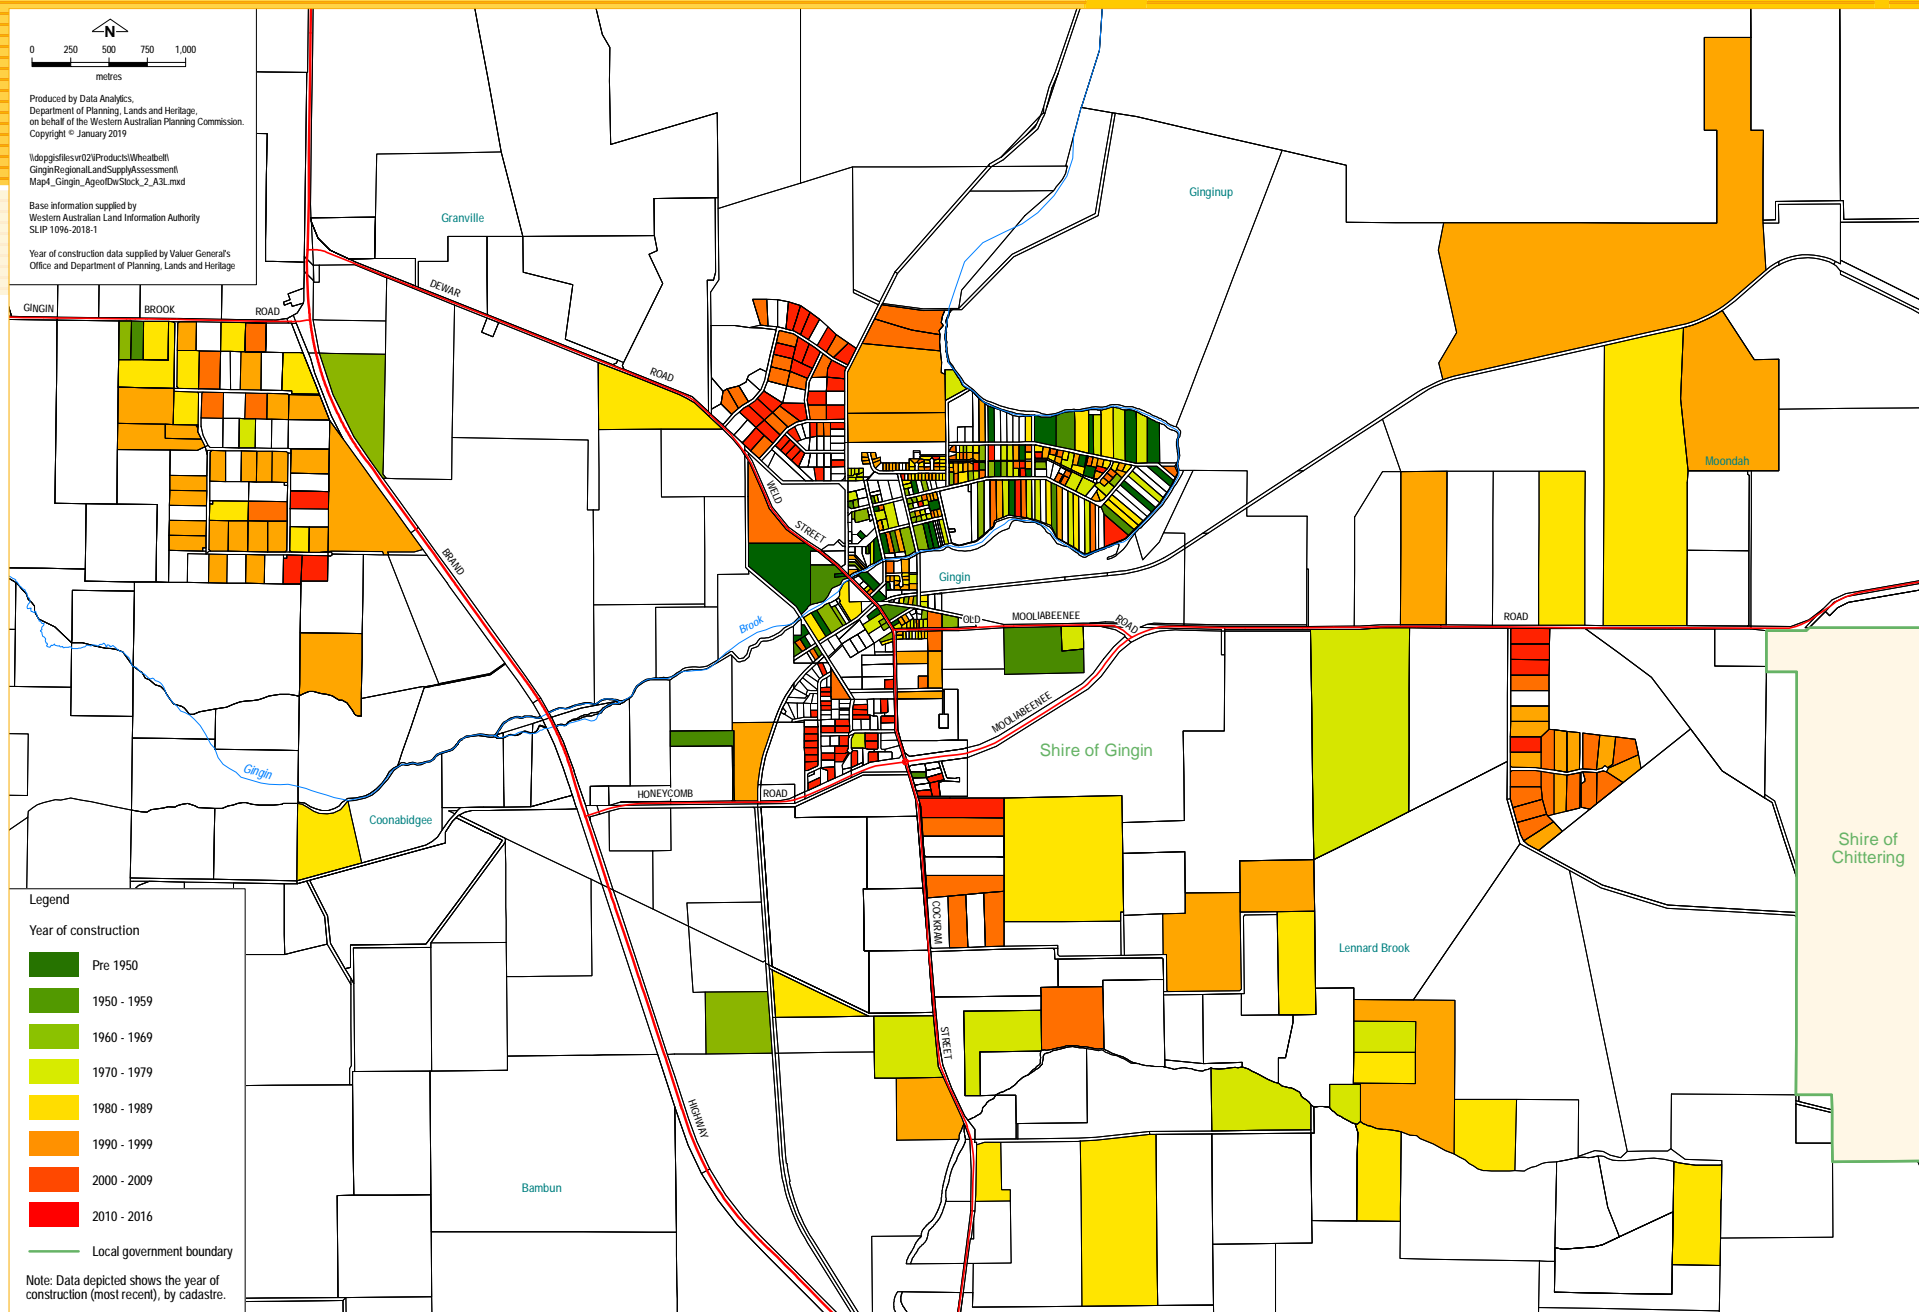 N
0 250 500 750 1,000
metres
Produced by Data Analytics,
Department of Planning, Lands and Heritage,
on behalf of the Western Australian Planning Commission.
Copyright © January 2019
\\dopgisfilesvr02\iProducts\Wheatbelt\
GinginRegionalLandSupplyAssessment\
Map4_Gingin_AgeofDwStock_2_A3L.mxd
Base information supplied by
Western Australian Land Information Authority
SLIP 1096-2018-1
Year of construction data supplied by Valuer General's
Office and Department of Planning, Lands and Heritage
Granville
Ginginup
GINGIN BROOK ROAD
DEWAR
ROAD
WELD
STREET
BRAND
Moondah
Gingin
Brook
OLD MOOLIABEENEE ROAD
ROAD
MOOLIABEENEE
Shire of Gingin
Gingin
HONEYCOMB ROAD
Coonabidgee
Shire of
Chittering
COCKRAM
STREET
Lennard Brook
HIGHWAY
Bambun
Legend
Year of construction
Pre 1950
1950 - 1959
1960 - 1969
1970 - 1979
1980 - 1989
1990 - 1999
2000 - 2009
2010 - 2016
Local government boundary
Note: Data depicted shows the year of
construction (most recent), by cadastre.